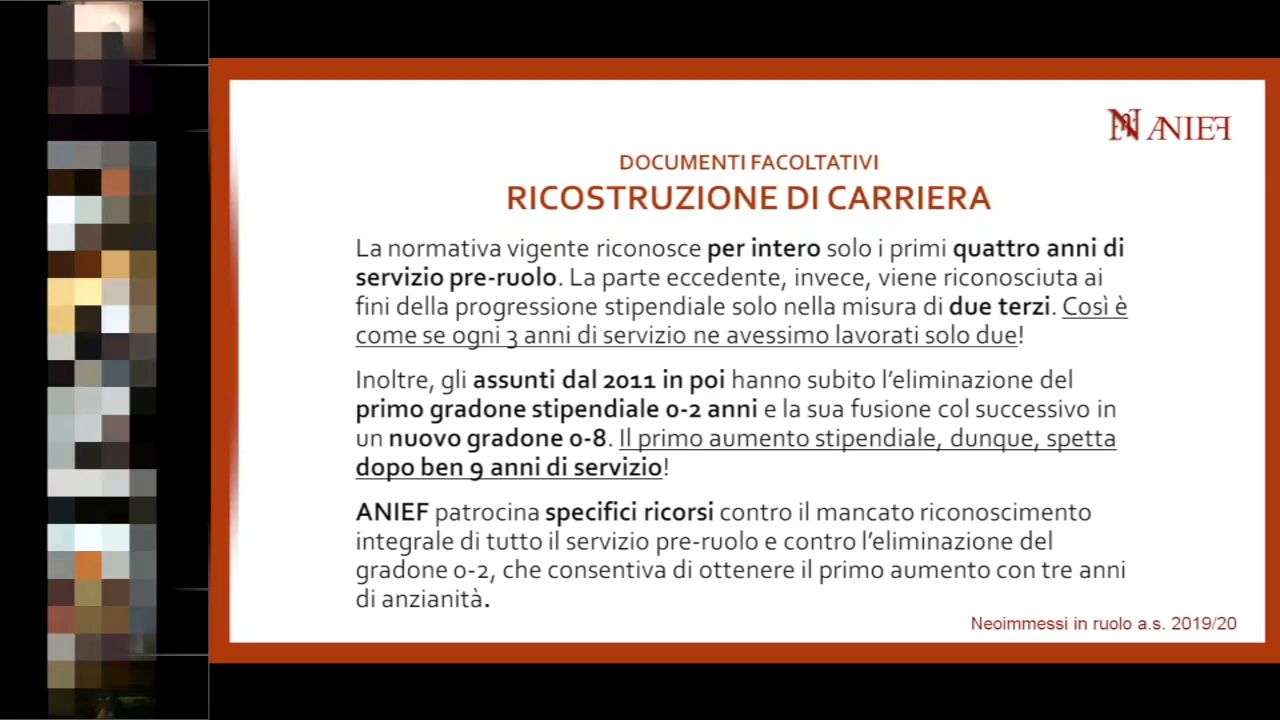 ANIEF
DOCUMENTI FACOLTATIVI
RICOSTRUZIONE DI CARRIERA
La normativa vigente riconosce per intero solo i primi quattro anni di
servizio pre-ruolo. La parte eccedente, invece, viene riconosciuta ai
fini della progressione stipendiale solo nella misura di due terzi. Così è
come se ogni 3 anni di servizio ne avessimo lavorati solo due!
Inoltre, gli assunti dal 2011 in poi hanno subito l'eliminazione del
primo gradone stipendiale 0-2 anni e la sua fusione col successivo in
un nuovo gradone 0-8. Il primo aumento stipendiale, dunque, spetta
dopo ben 9 anni di servizio!
ANIEF patrocina specifici ricorsi contro il mancato riconoscimento
integrale di tutto il servizio pre-ruolo e contro l'eliminazione del
gradone 0-2, che consentiva di ottenere il primo aumento con tre anni
di anzianità.
Neoimmessi in ruolo a.s. 2019/20